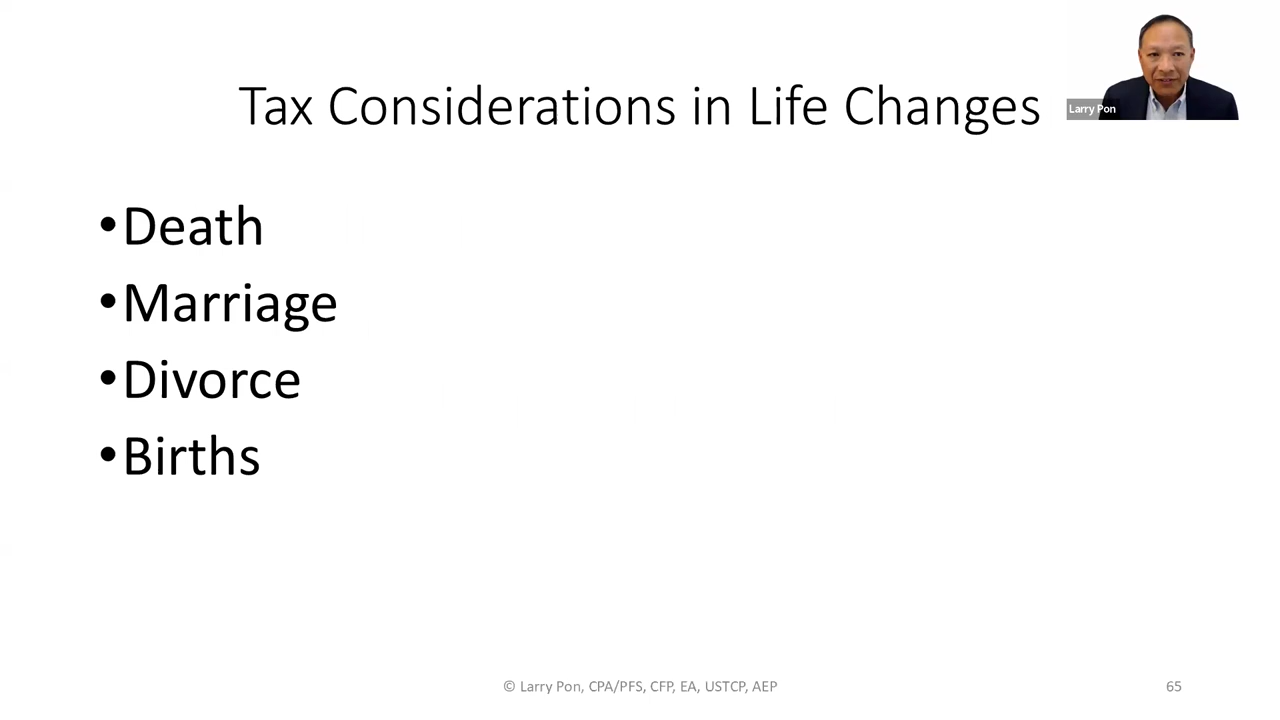 Tax Considerations in Life Changes
Larry Pon
•Death
•Marriage
•Divorce
•Births
© Larry Pon, CPA/PFS, CFP, EA, USTCP, AEP
65